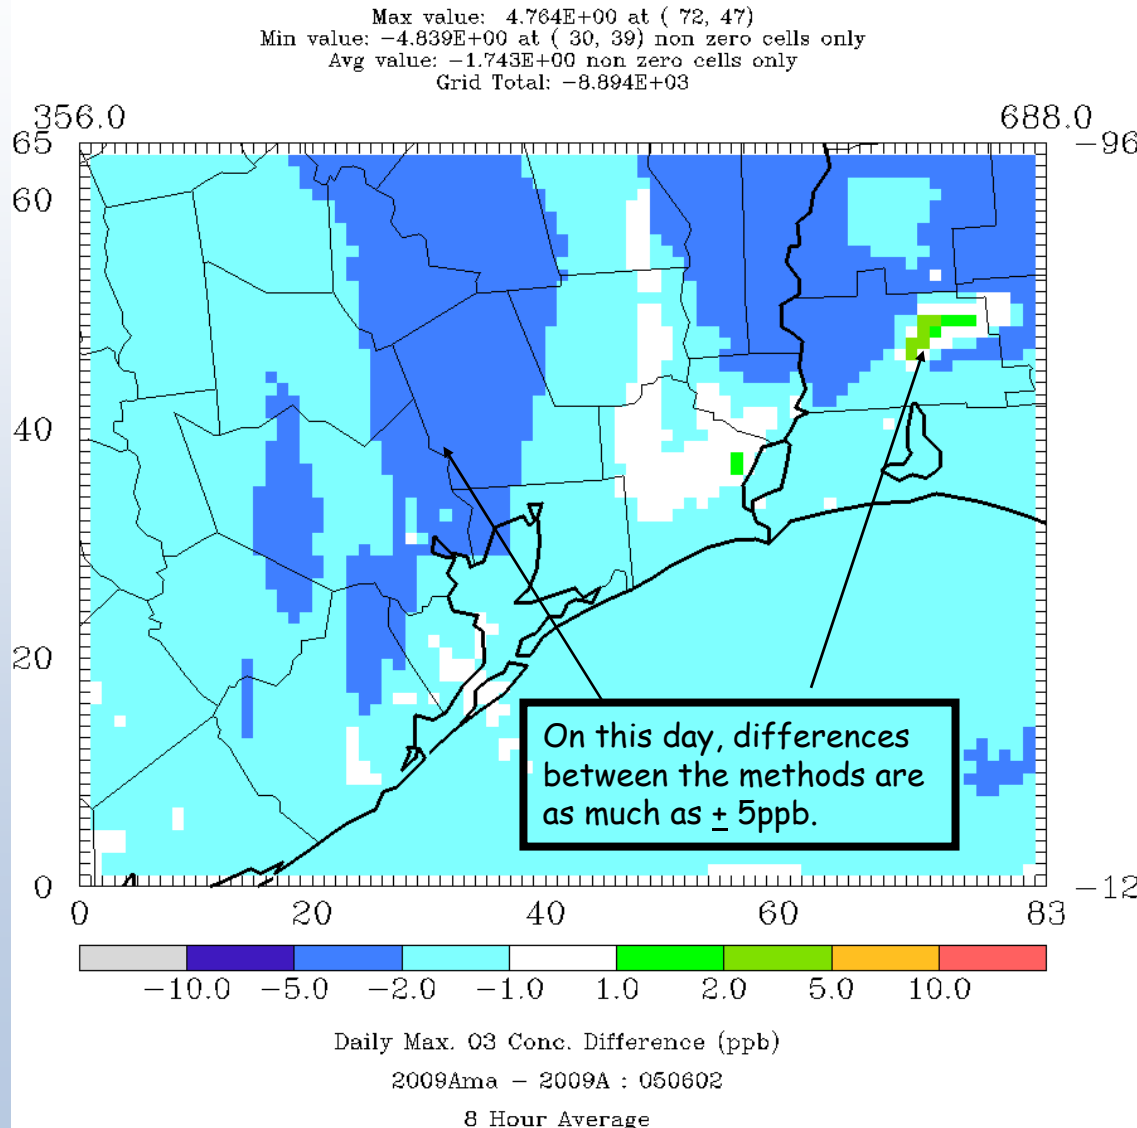 Max value: 4.764E+00 at ( 72, 47)
Min value: −4.839E+00 at ( 30, 39) non zero cells only
Avg value: −1.743E+00 non zero cells only
Grid Total: −8.894E+03
356.0 688.0
65 −96
60
40
20
0 −12
On this day, differences
between the methods are
as much as ± 5ppb.
0 20 40 60 83
−10.0 −5.0 −2.0 −1.0 1.0 2.0 5.0 10.0
Daily Max. O3 Conc. Difference (ppb)
2009Ama − 2009A : 050602
8 Hour Average